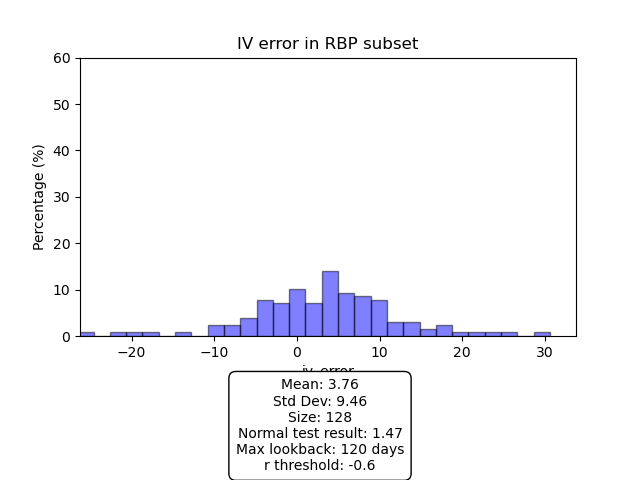 IV error in RBP subset
60
50
40
30
20
10
0
Percentage (%)
−20
−10
0
10
20
30
iv_error
Mean: 3.76
Std Dev: 9.46
Size: 128
Normal test result: 1.47
Max lookback: 120 days
r threshold: -0.6